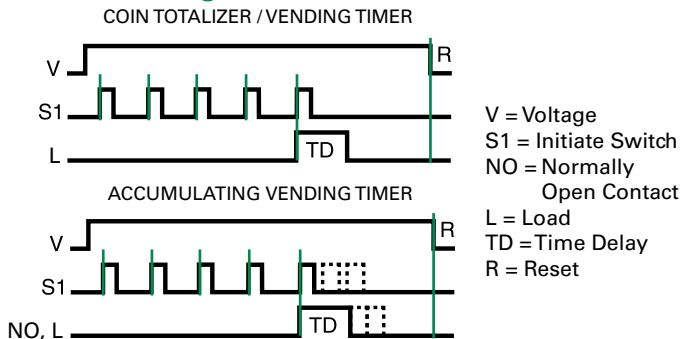 COIN TOTALIZER / VENDING TIMER
V
R
S1
L
TD
ACCUMULATING VENDING TIMER
V
R
S1
NO, L
TD
V = Voltage
S1 = Initiate Switch
NO = Normally
Open Contact
L = Load
TD = Time Delay
R = Reset